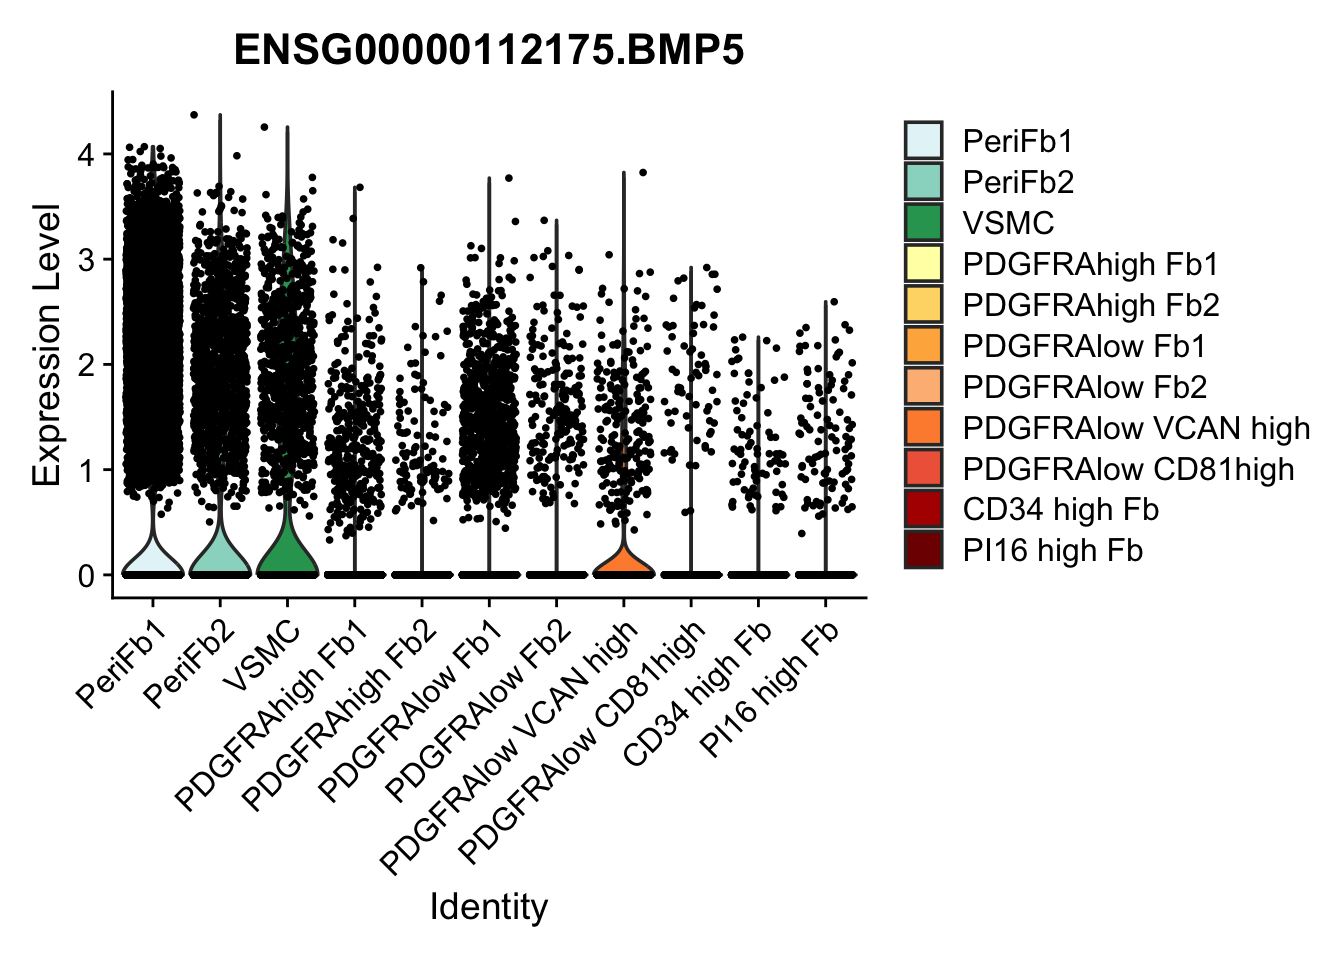 ENSG00000112175.BMP5
Expression Level
4
3
2
1
0
PeriFb1
PeriFb2
VSMC
PDGFRAhigh Fb1
PDGFRAhigh Fb2
PDGFRAlow Fb1
PDGFRAlow Fb2
PDGFRAlow VCAN high
PDGFRAlow CD81high
CD34 high Fb
PI16 high Fb
Identity
PeriFb1
PeriFb2
VSMC
PDGFRAhigh Fb1
PDGFRAhigh Fb2
PDGFRAlow Fb1
PDGFRAlow Fb2
PDGFRAlow VCAN high
PDGFRAlow CD81high
CD34 high Fb
PI16 high Fb